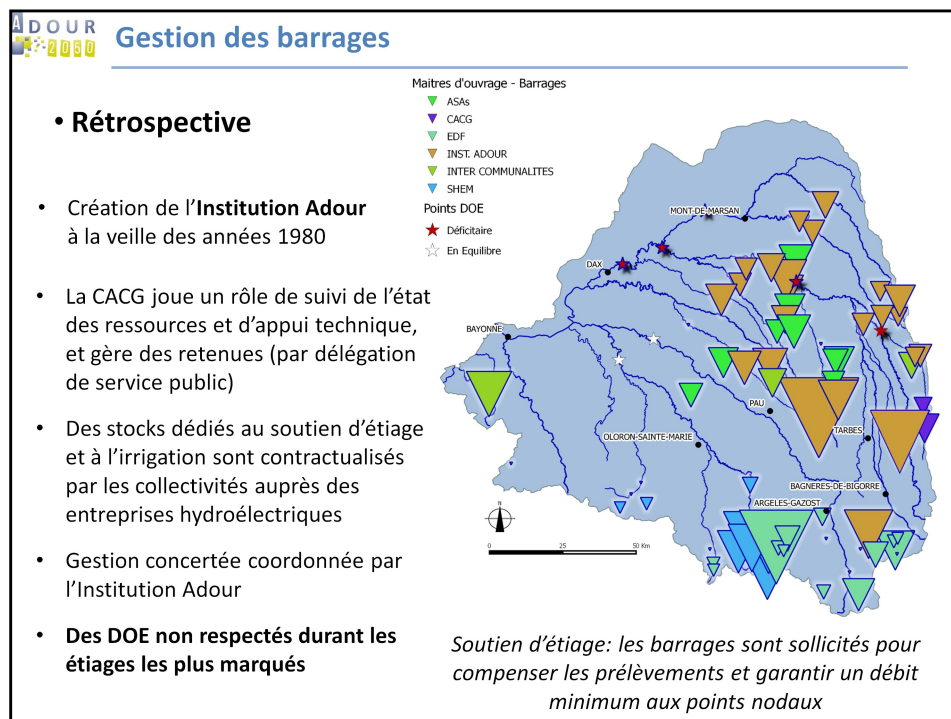 ADOUR
2050
Gestion des barrages
• Rétrospective
• Création de l'Institution Adour
à la veille des années 1980
• La CACG joue un rôle de suivi de l'état
des ressources et d'appui technique,
et gère des retenues (par délégation
de service public)
• Des stocks dédiés au soutien d'étiage
et à l'irrigation sont contractualisés
par les collectivités auprès des
entreprises hydroélectriques
• Gestion concertée coordonnée par
l'Institution Adour
• Des DOE non respectés durant les
étiages les plus marqués
Maitres d'ouvrage - Barrages
ASAs
CACG
EDF
INST. ADOUR
INTER COMMUNALITES
SHEM
Points DOE
Déficitaire
En Equilibre
MONT-DE-MARSAN
DAX
BAYONNE
PAU
OLORON-SAINTE-MARIE
TARBES
BAGNERES-DE-BIGORRE
ARGELES-GAZOST
N
0 25 50 Km
Soutien d'étiage: les barrages sont sollicités pour
compenser les prélèvements et garantir un débit
minimum aux points nodaux